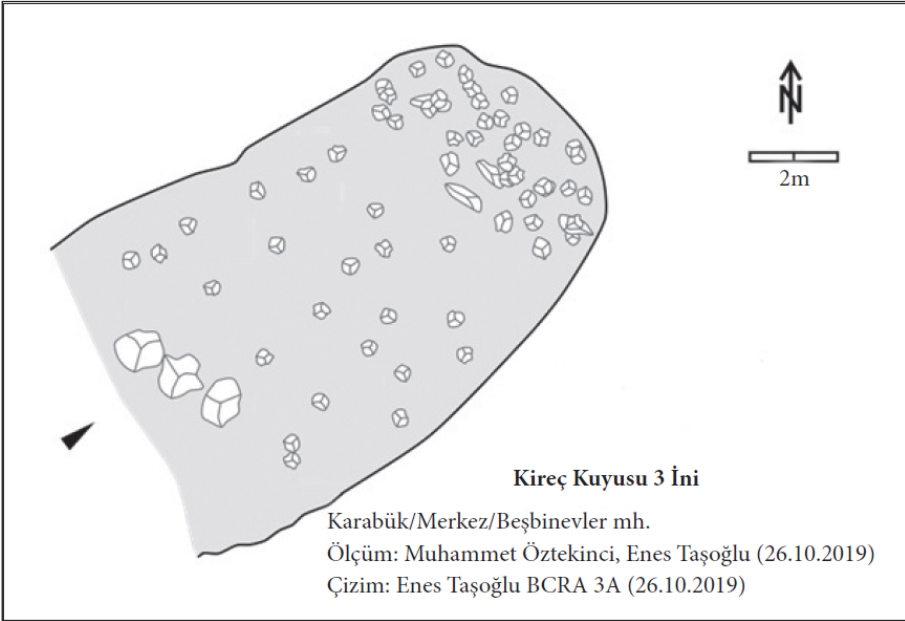 N
2m
Kireç Kuyusu 3 İni
Karabük/Merkez/Beşbinevler mh.
Ölçüm: Muhammet Öztekinci, Enes Taşoğlu (26.10.2019)
Çizim: Enes Taşoğlu BCRA 3A (26.10.2019)